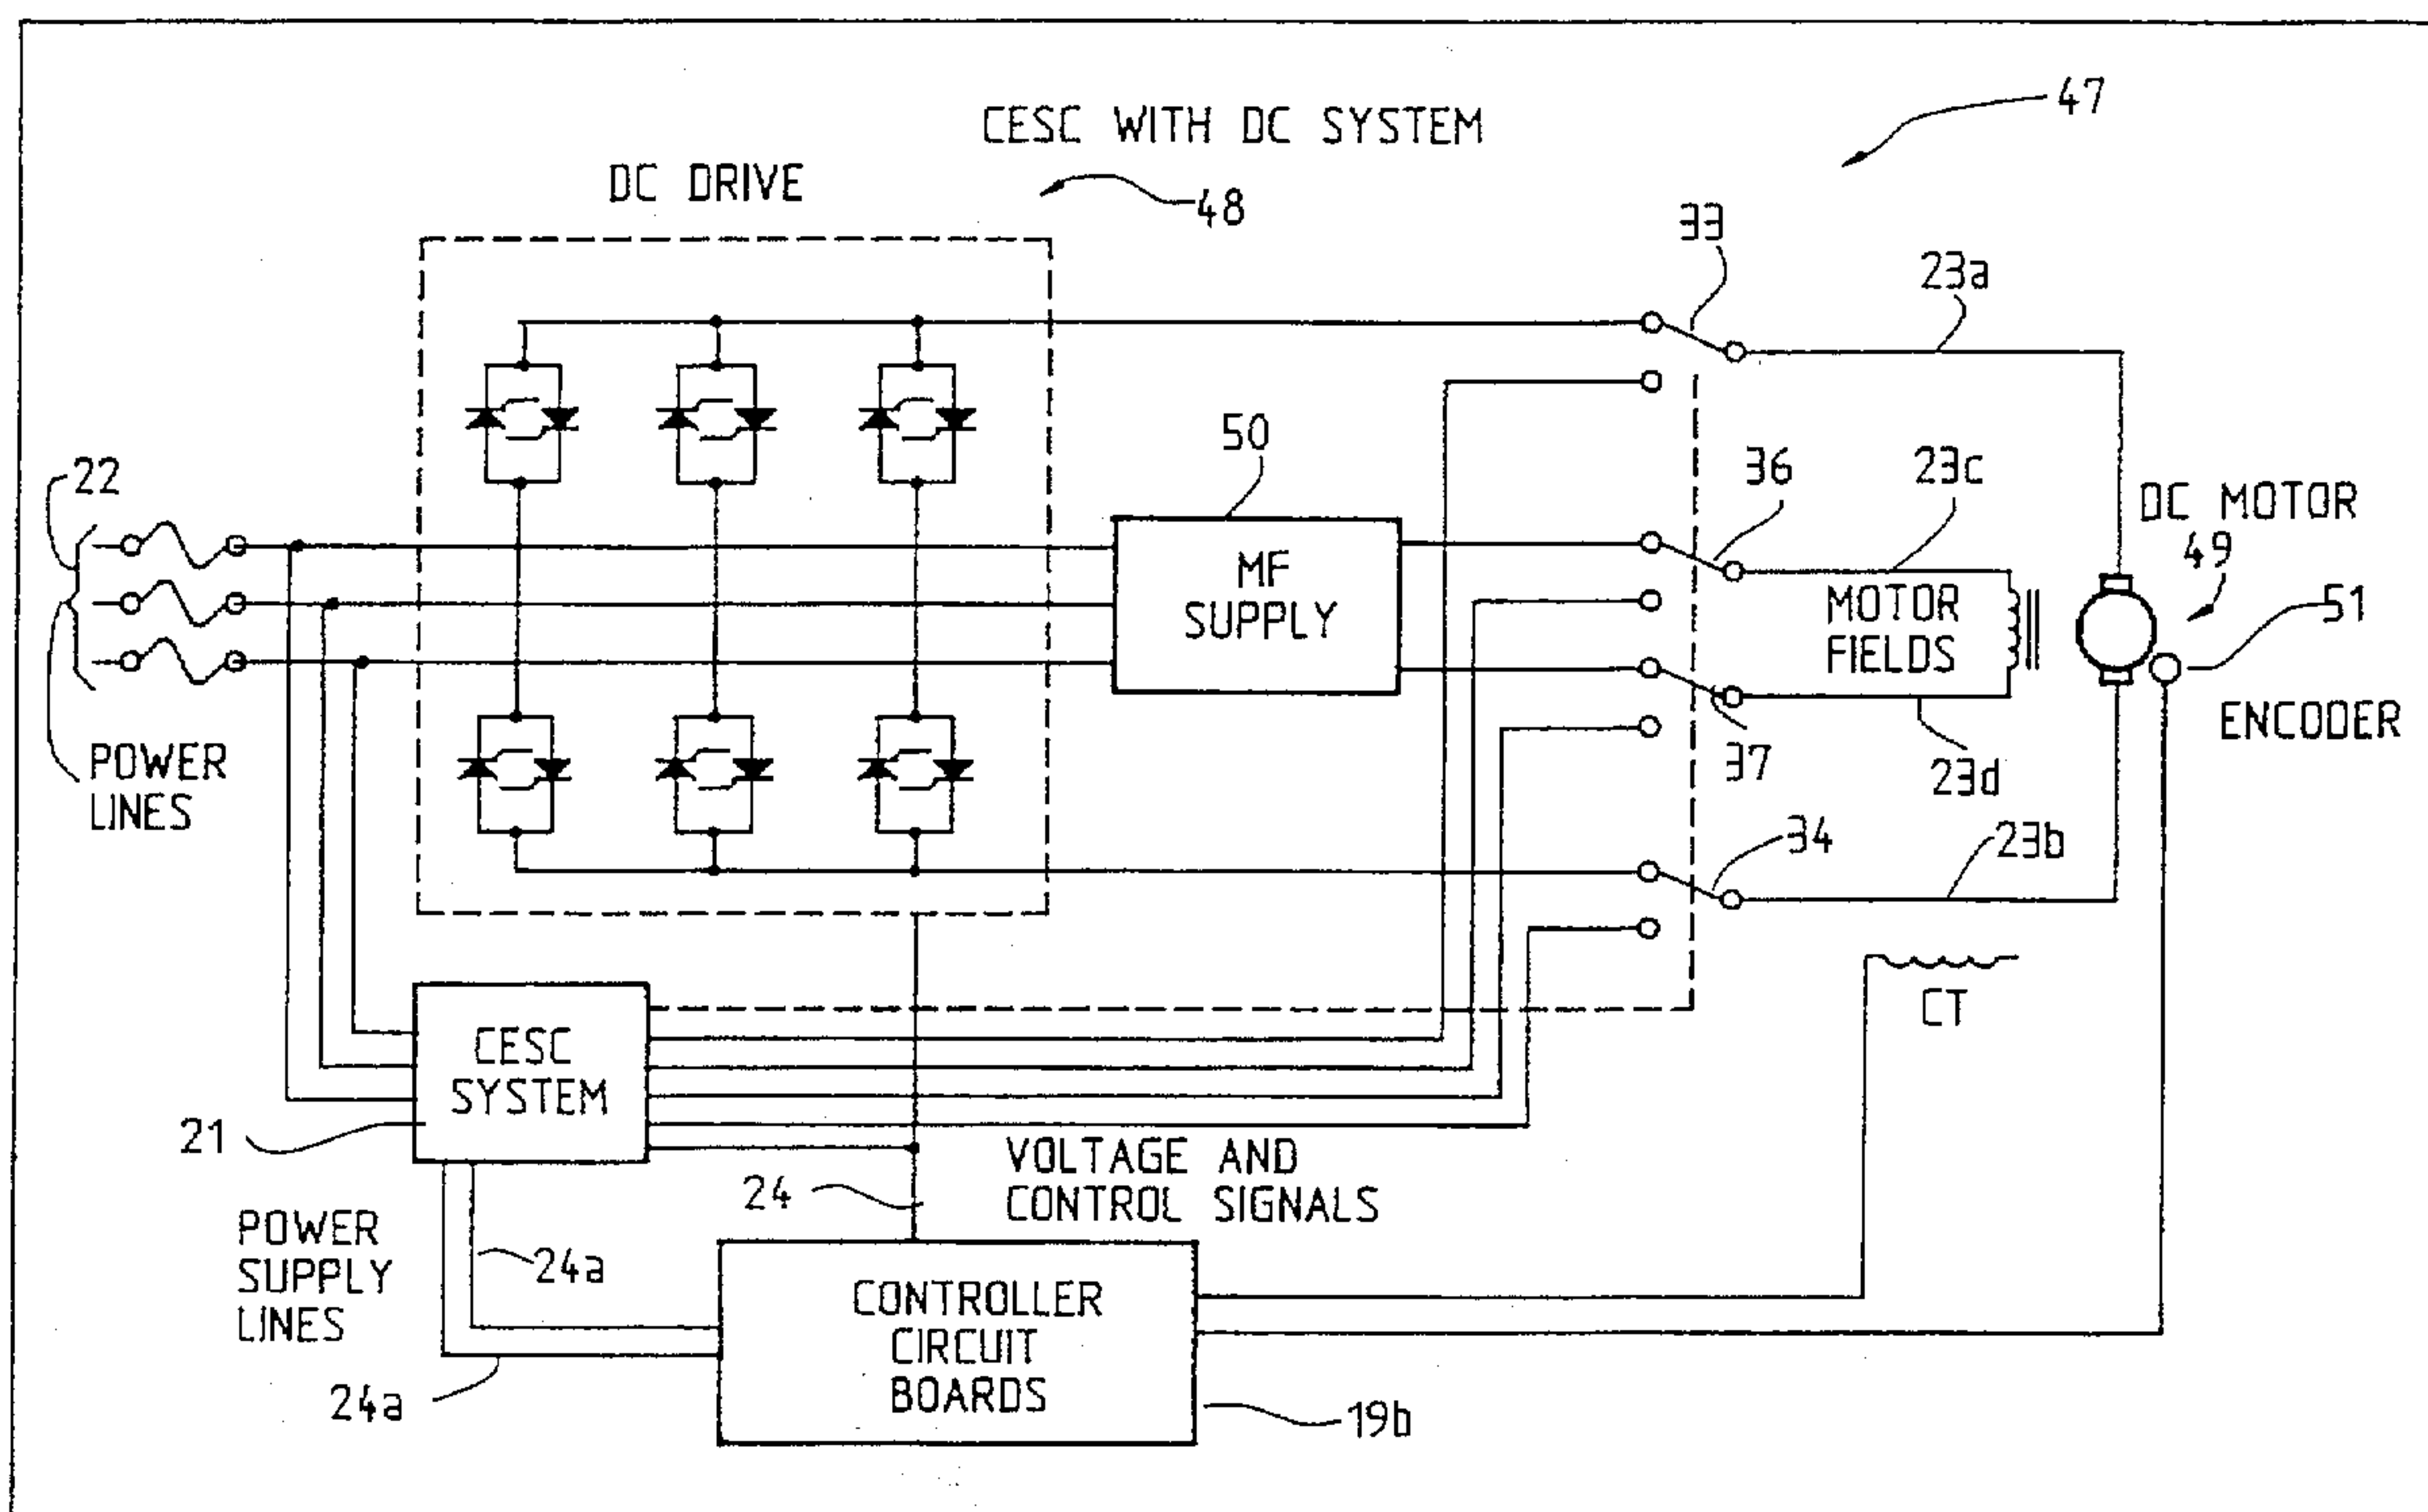 CESC WITH DC SYSTEM
47
DC DRIVE
48
33
23a
22
50
36
23c
DC MOTOR
49
MF
SUPPLY
MOTOR
FIELDS
51
ENCODER
POWER
LINES
37
23d
34
23b
CT
CESC
SYSTEM
21
24
VOLTAGE AND
CONTROL SIGNALS
POWER
SUPPLY
LINES
24a
24a
CONTROLLER
CIRCUIT
BOARDS
19b